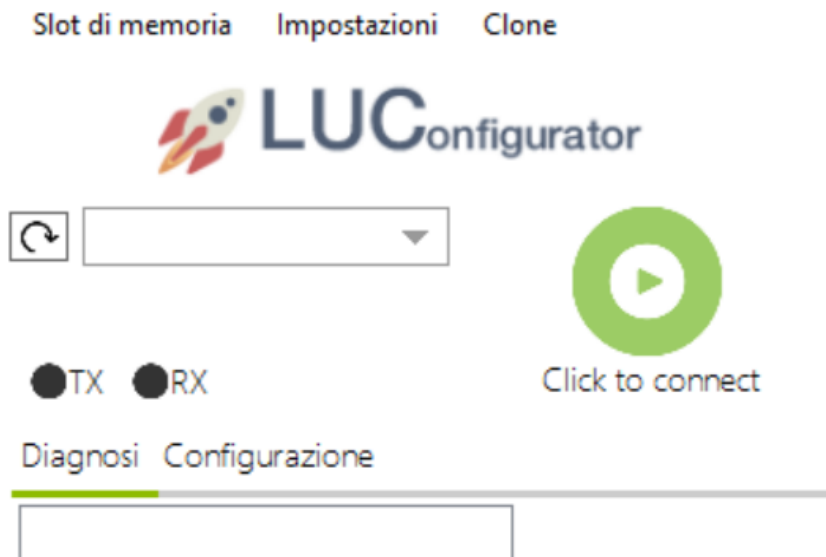 Slot di memoria Impostazioni Clone
LUConfigurator
TX RX
Click to connect
Diagnosi Configurazione